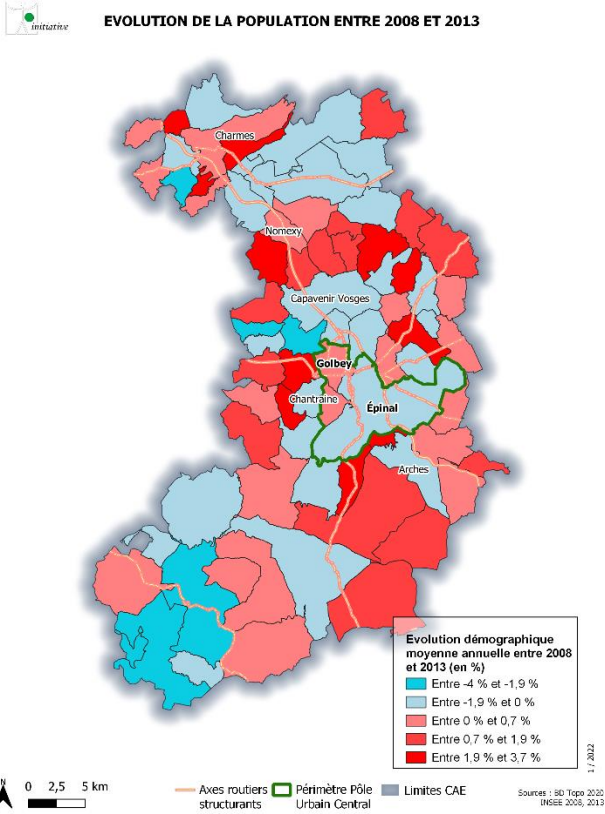 initiative
EVOLUTION DE LA POPULATION ENTRE 2008 ET 2013
Charmes
Nomexy
Capavenir Vosges
Golbey
Chantraine
Épinal
Arches
Evolution démographique
moyenne annuelle entre 2008
et 2013 (en %)
Entre -4 % et -1,9 %
Entre -1,9 % et 0 %
Entre 0 % et 0,7 %
Entre 0,7 % et 1,9 %
Entre 1,9 % et 3,7 %
1 / 2022
N
0 2,5 5 km
Axes routiers
structurants
Périmètre Pôle
Urbain Central
Limites CAE
Sources : BD Topo 2020
INSEE 2008, 2013